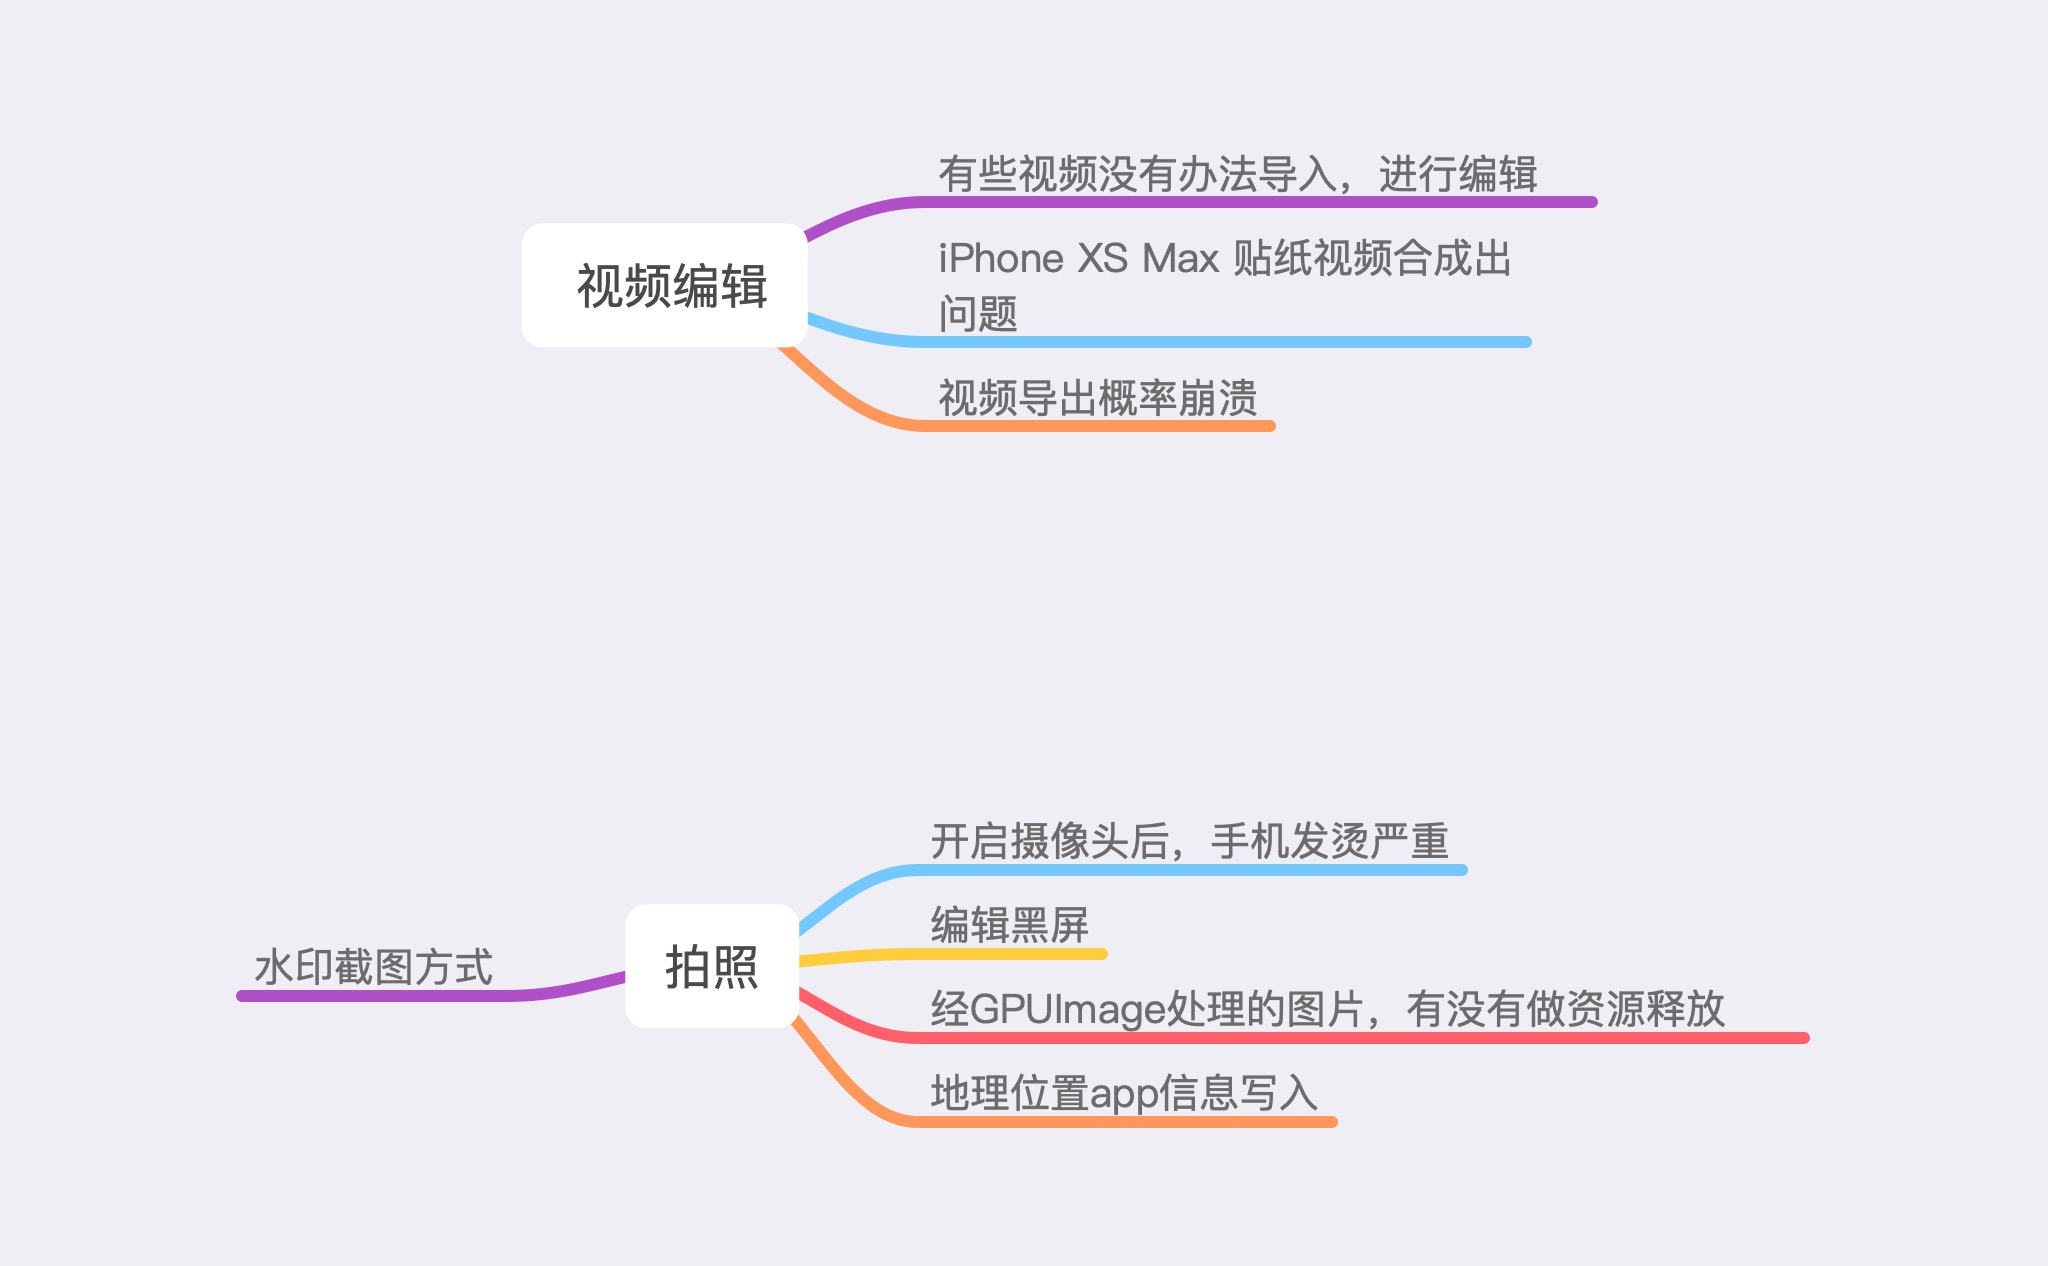 视频编辑
有些视频没有办法导入，进行编辑
iPhone XS Max 贴纸视频合成出
问题
视频导出概率崩溃
拍照
开启摄像头后，手机发烫严重
编辑黑屏
经GPUImage处理的图片，有没有做资源释放
地理位置app信息写入
水印截图方式